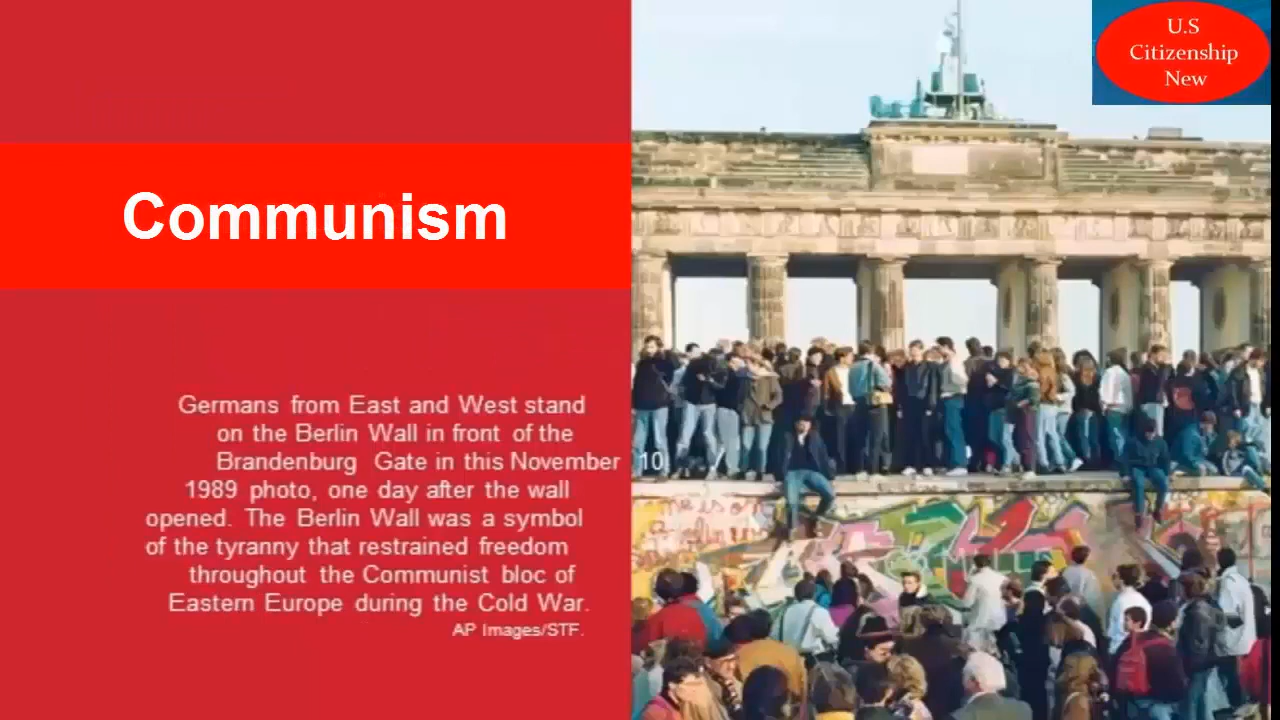 U.S
Citizenship
New
Communism
Germans from East and West stand
on the Berlin Wall in front of the
Brandenburg Gate in this November 10
1989 photo, one day after the wall
opened. The Berlin Wall was a symbol
of the tyranny that restrained freedom
throughout the Communist bloc of
Eastern Europe during the Cold War.
AP Images/STF.